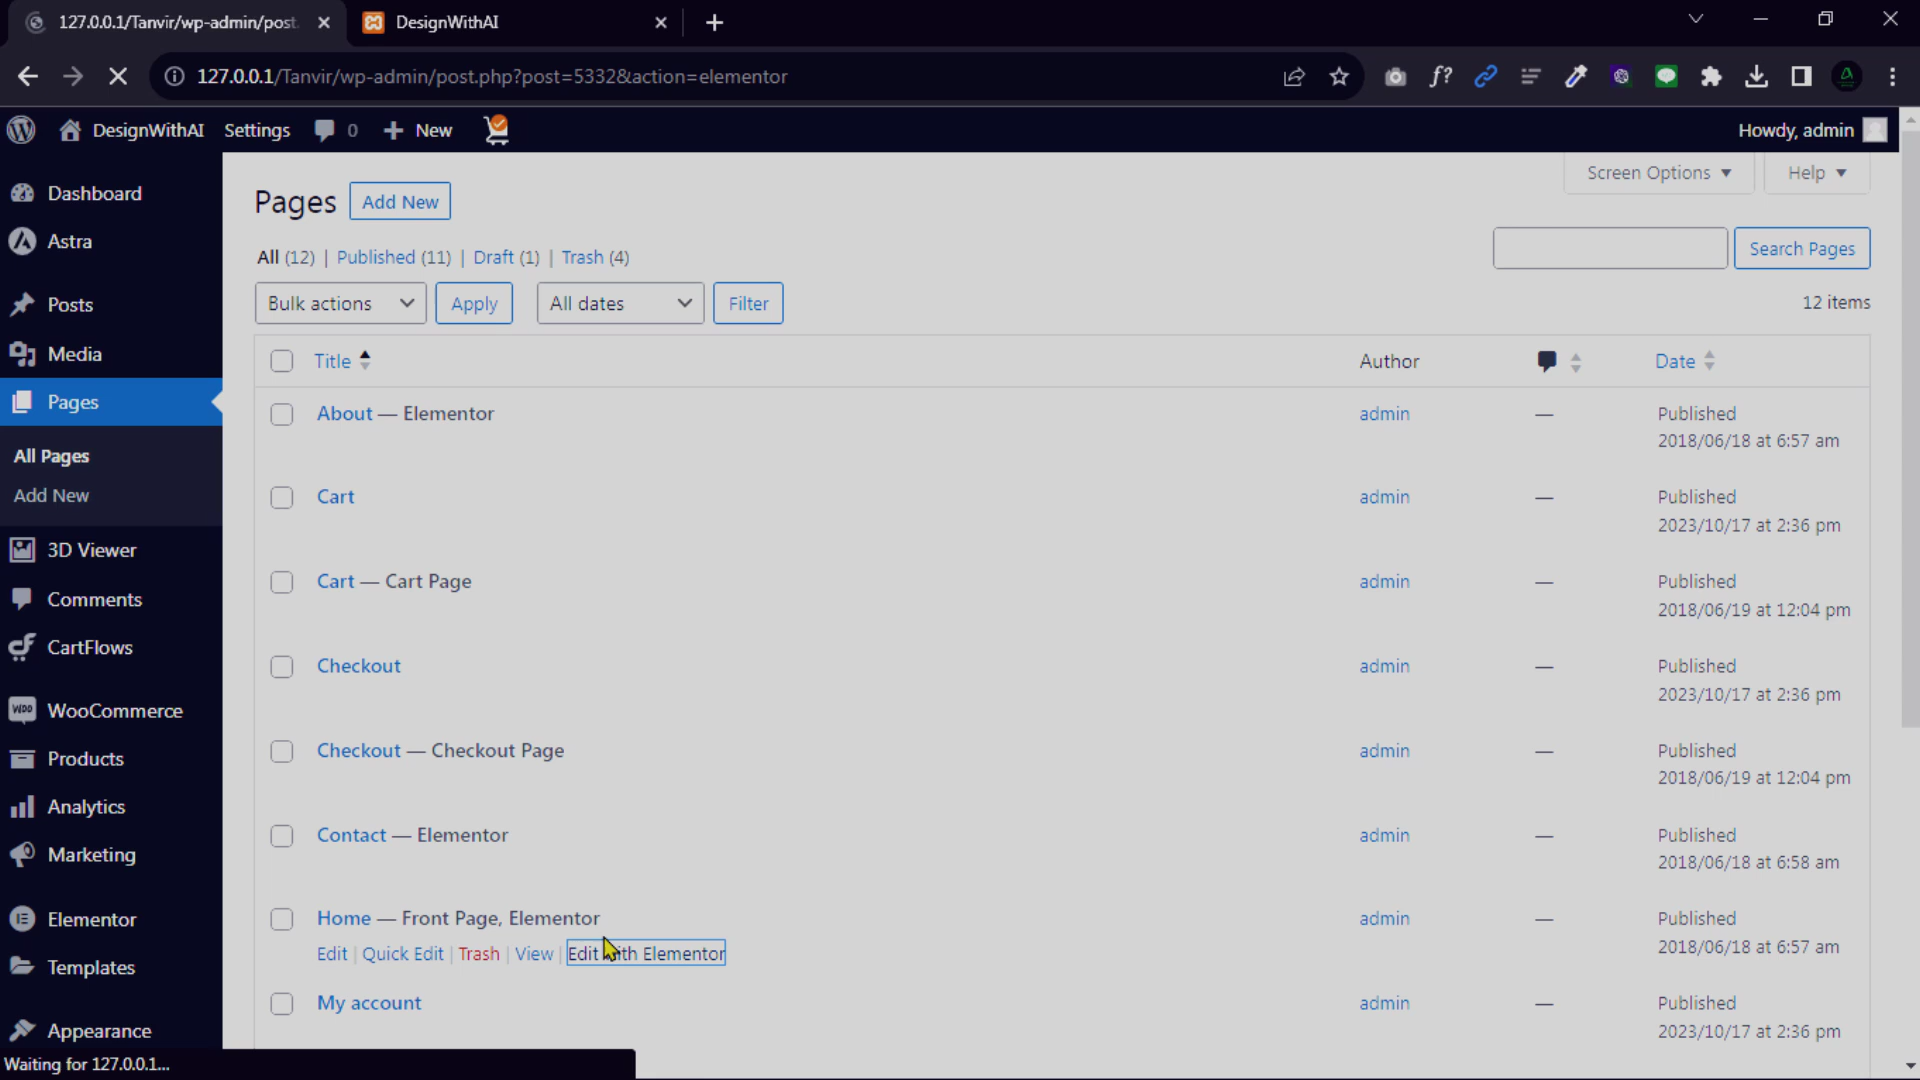 127.0.0.1/Tanvir/wp-admin/post.
DesignWithAI
127.0.0.1/Tanvir/wp-admin/post.php?post=5332&action=elementor
f?
DesignWithAI Settings 0 New
Howdy, admin
Dashboard
Astra
Posts
Media
Pages
All Pages
Add New
3D Viewer
Comments
CartFlows
WOO WooCommerce
Products
Analytics
Marketing
Elementor
Templates
Appearance
Pages Add New
Screen Options ▼ Help ▼
All (12) | Published (11) | Draft (1) | Trash (4)
Search Pages
Bulk actions Apply All dates Filter
12 items
Title Author Date
About — Elementor admin — Published
2018/06/18 at 6:57 am
Cart admin — Published
2023/10/17 at 2:36 pm
Cart — Cart Page admin — Published
2018/06/19 at 12:04 pm
Checkout admin — Published
2023/10/17 at 2:36 pm
Checkout — Checkout Page admin — Published
2018/06/19 at 12:04 pm
Contact — Elementor admin — Published
2018/06/18 at 6:58 am
Home — Front Page, Elementor admin — Published
2018/06/18 at 6:57 am
Edit | Quick Edit | Trash | View | Edit with Elementor
My account admin — Published
2023/10/17 at 2:36 pm
Waiting for 127.0.0.1...